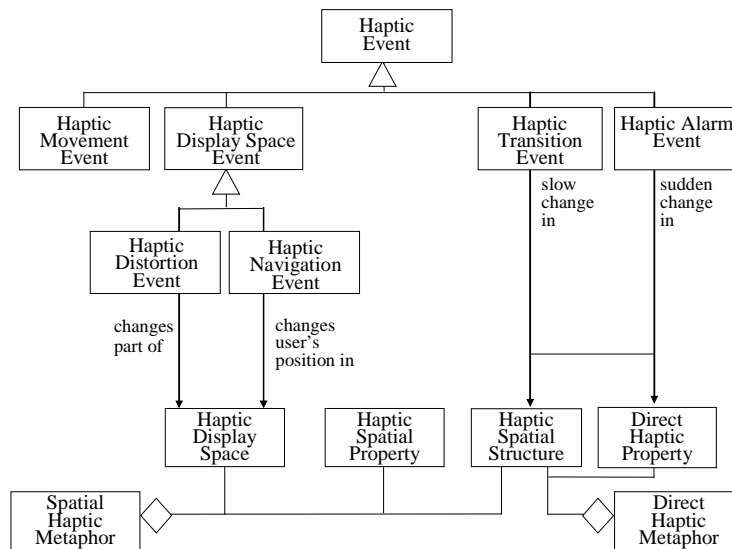 Haptic
Event
Haptic
Movement
Event
Haptic
Display Space
Event
Haptic
Transition
Event
Haptic Alarm
Event
slow
change
in
sudden
change
in
Haptic
Distortion
Event
Haptic
Navigation
Event
changes
part of
changes
user's
position in
Haptic
Display
Space
Haptic
Spatial
Property
Haptic
Spatial
Structure
Direct
Haptic
Property
Spatial
Haptic
Metaphor
Direct
Haptic
Metaphor